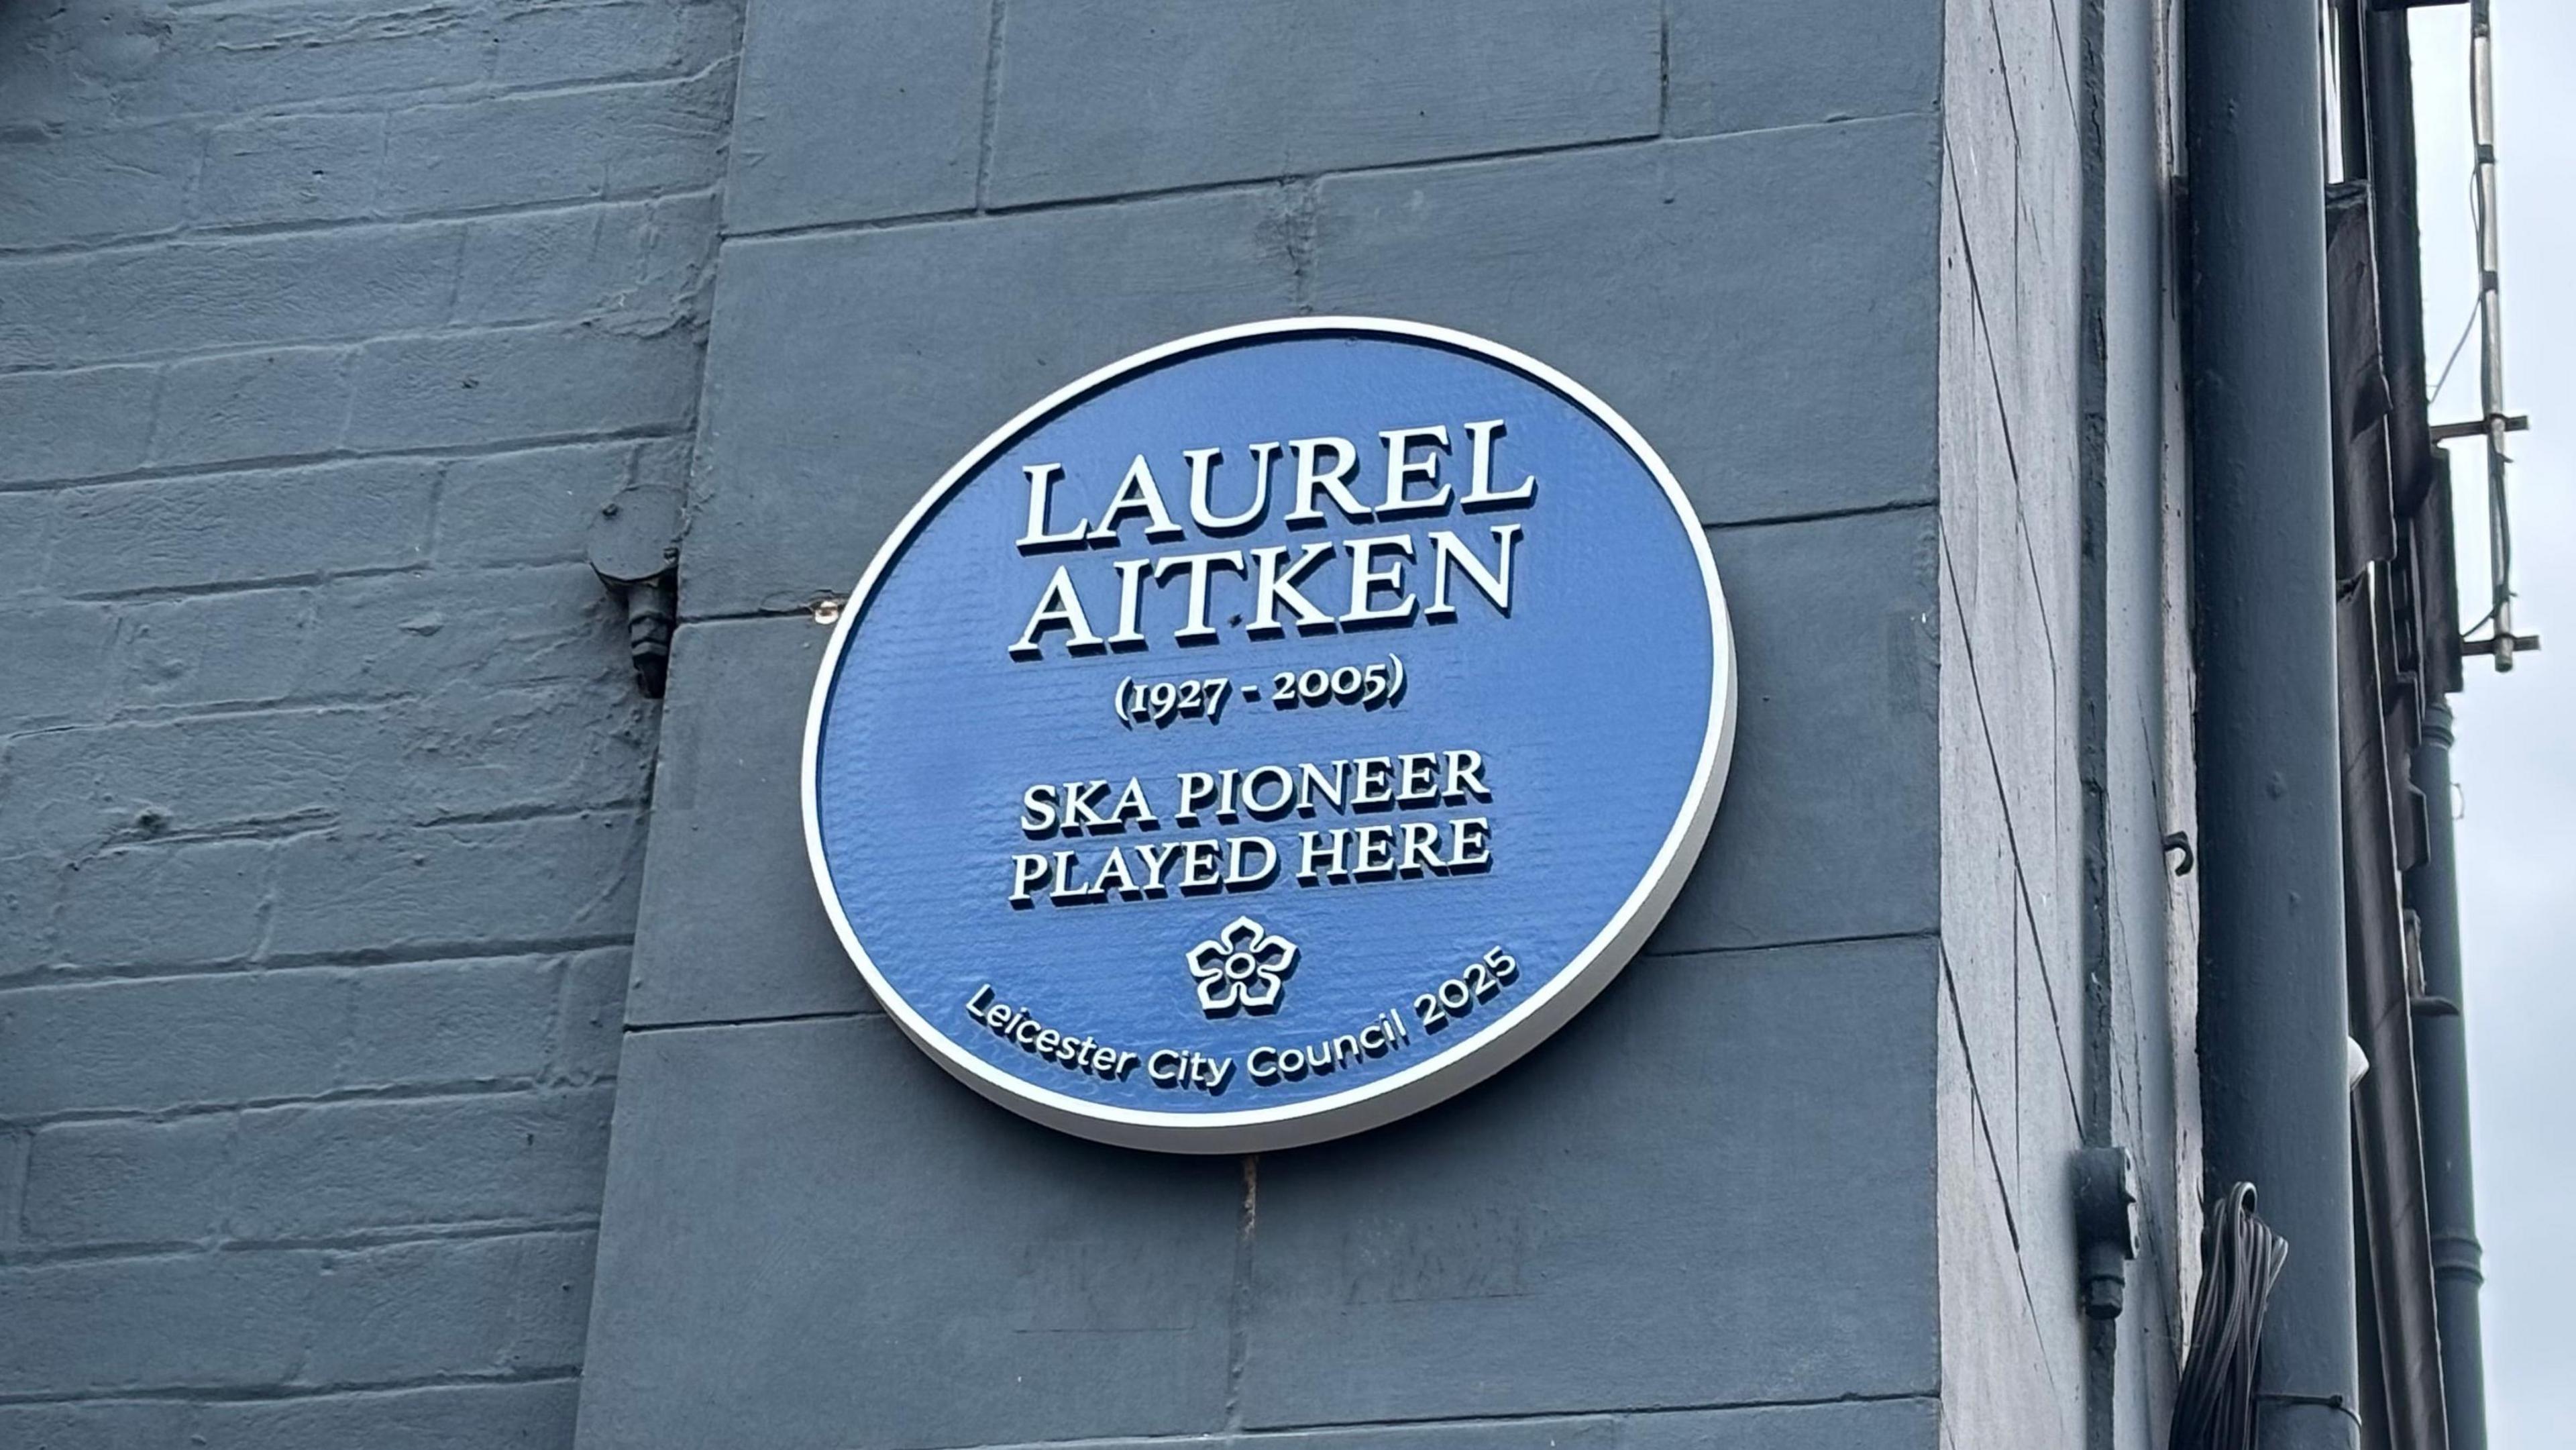 LAUREL
AITKEN
(1927 - 2005)
SKA PIONEER
PLAYED HERE
Leicester City Council 2025